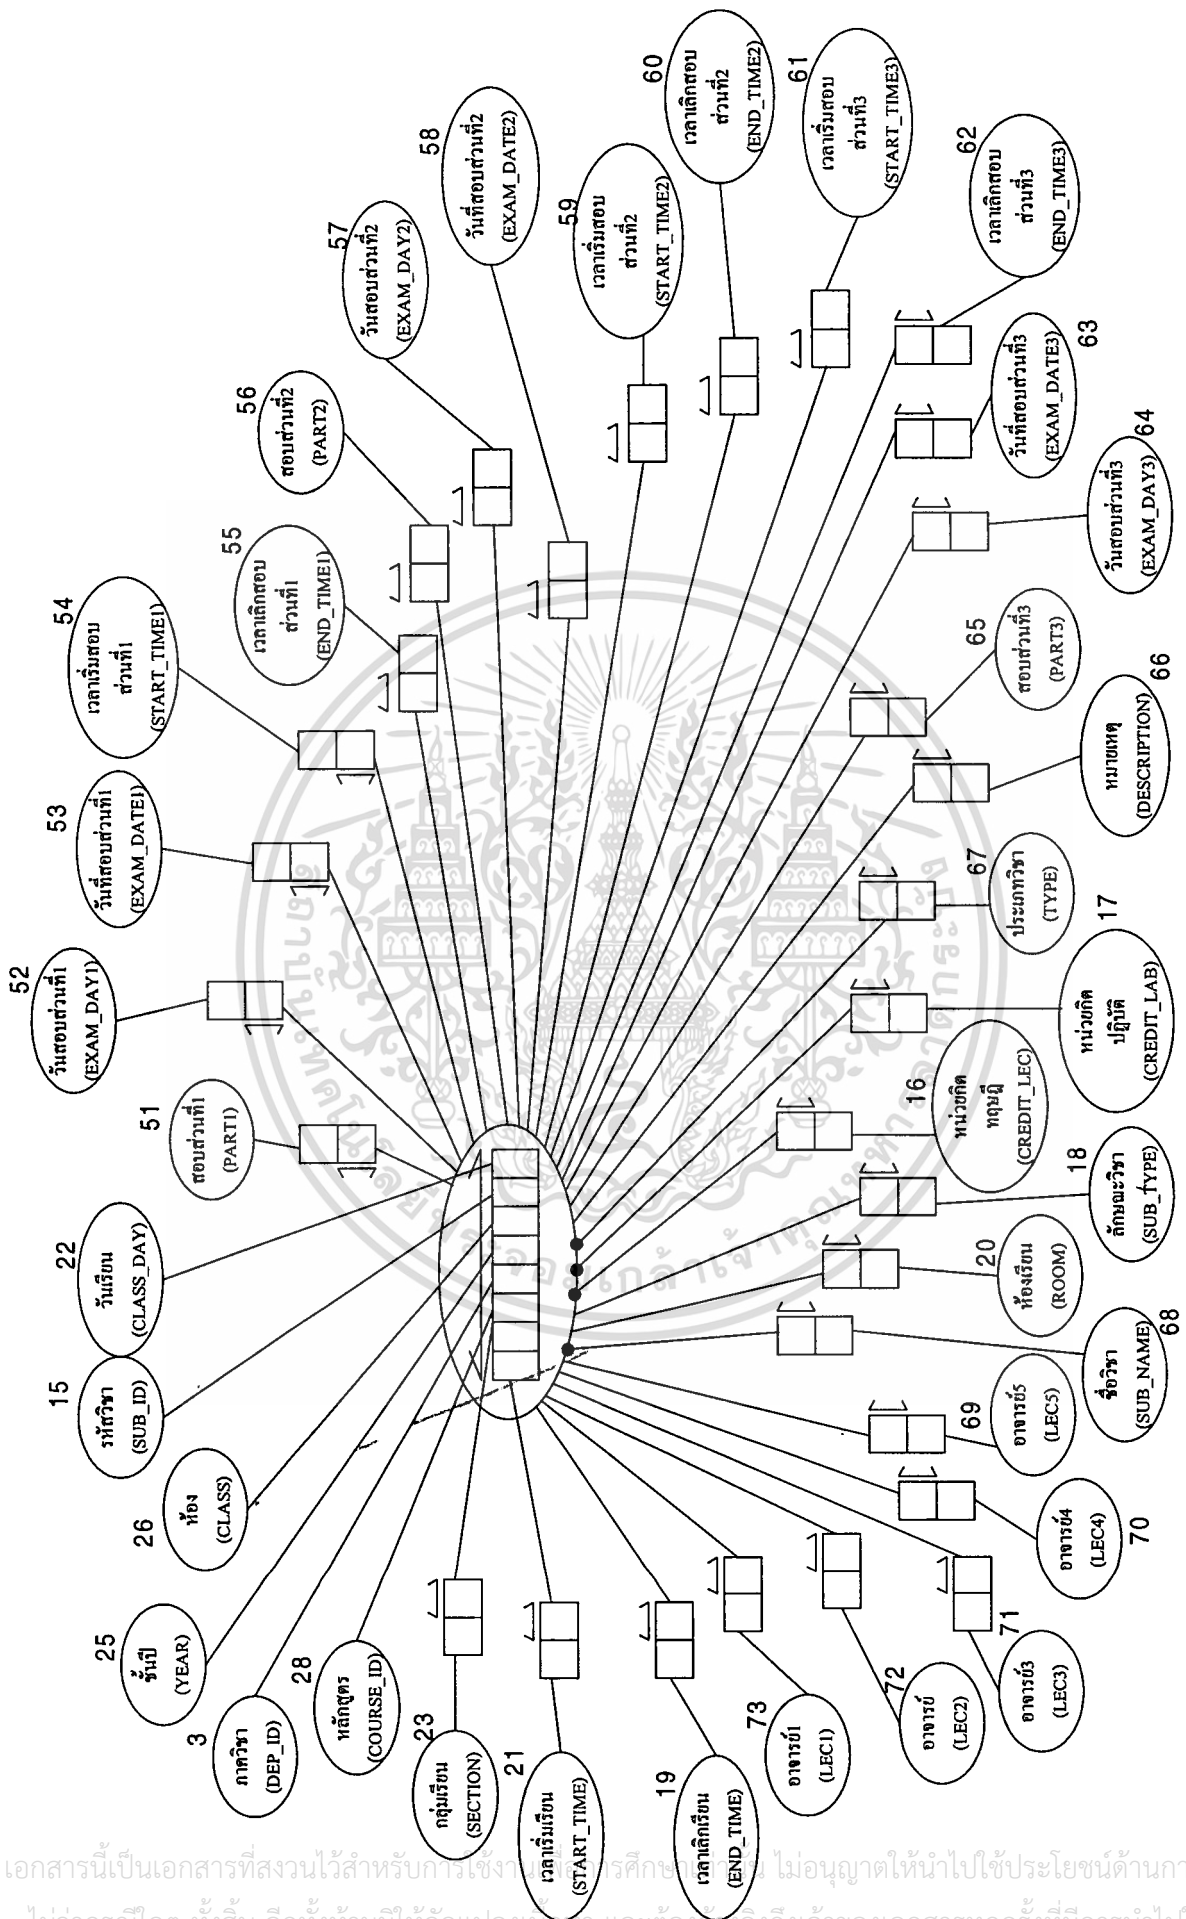 22
วันเรียน
(CLASS_DAY)
15
รหัสวิชา
(SUB_ID)
26
ห้อง
(CLASS)
25
ชั้นปี
(YEAR)
3
ภาควิชา
(DEP_ID)
28
หลักสูตร
(COURSE_ID)
23
กลุ่มเรียน
(SECTION)
21
เวลาเริ่มเรียน
(START_TIME)
19
เวลาเลิกเรียน
(END_TIME)
73
อาจารย์1
(LEC1)
72
อาจารย์
(LEC2)
71
อาจารย์3
(LEC3)
70
อาจารย์4
(LEC4)
69
อาจารย์5
(LEC5)
68
ชื่อวิชา
(SUB_NAME)
20
ห้องเรียน
(ROOM)
18
ลักษณะวิชา
(SUB_TYPE)
16
หน่วยกิต
ทฤษฎี
(CREDIT_LEC)
17
หน่วยกิต
ปฏิบัติ
(CREDIT_LAB)
67
ประเภทวิชา
(TYPE)
66
หมายเหตุ
(DESCRIPTION)
65
สอบส่วนที่3
(PART3)
64
วันสอบส่วนที่3
(EXAM_DAY3)
63
วันที่สอบส่วนที่3
(EXAM_DATE3)
62
เวลาเลิกสอบ
ส่วนที่3
(END_TIME3)
61
เวลาเริ่มสอบ
ส่วนที่3
(START_TIME3)
60
เวลาเลิกสอบ
ส่วนที่2
(END_TIME2)
59
เวลาเริ่มสอบ
ส่วนที่2
(START_TIME2)
58
วันที่สอบส่วนที่2
(EXAM_DATE2)
57
วันสอบส่วนที่2
(EXAM_DAY2)
56
สอบส่วนที่2
(PART2)
55
เวลาเลิกสอบ
ส่วนที่1
(END_TIME1)
54
เวลาเริ่มสอบ
ส่วนที่1
(START_TIME1)
53
วันที่สอบส่วนที่1
(EXAM_DATE1)
52
วันสอบส่วนที่1
(EXAM_DAY1)
51
สอบส่วนที่1
(PART1)
เอกสารนี้เป็นเอกสารที่สงวนไว้สำหรับการใช้งานเพื่อการศึกษาเท่านั้น ไม่อนุญาตให้นำไปใช้ประโยชน์ด้านกา